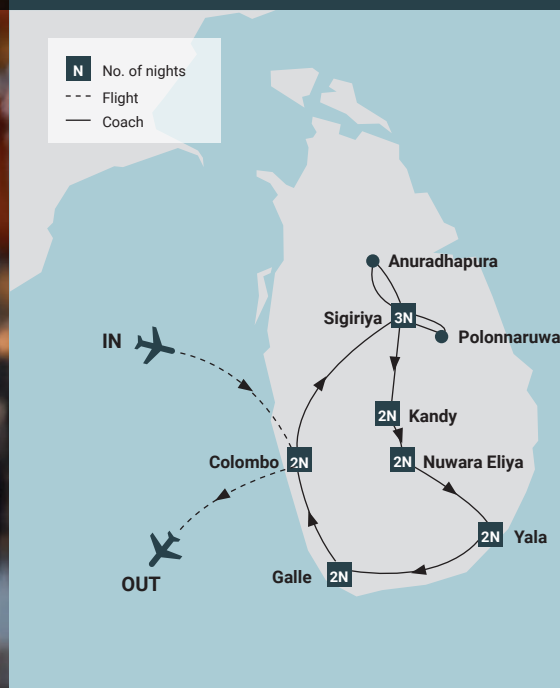 N No. of nights
Flight
Coach
Anuradhapura
Sigiriya 3N
Polonnaruwa
IN
2N Kandy
Colombo 2N
2N Nuwara Eliya
2N Yala
OUT
Galle 2N